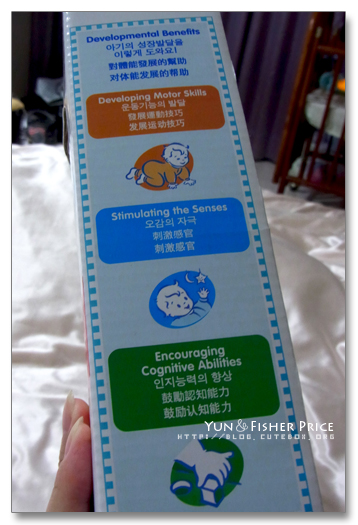 Developmental Benefits
아기의 성장발달을
이렇게 도와요!
對體能發展的幫助
对体能发展的帮助
Developing Motor Skills
운동기능의 발달
發展運動技巧
发展运动技巧
Stimulating the Senses
오감의 자극
刺激感官
刺激感官
Encouraging
Cognitive Abilities
인지능력의 향상
鼓勵認知能力
鼓励认知能力
YUN & FISHER PRICE
HTTP://BLOG.CUTEBOX.ORG